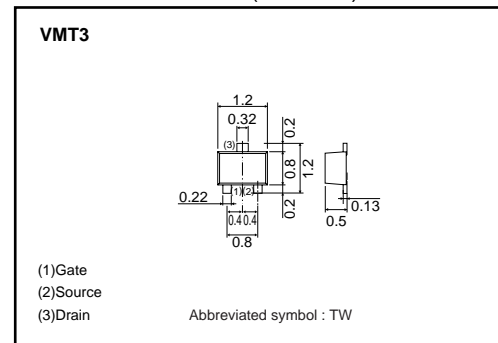 VMT3
1.2
0.32
0.2
(3)
0.8
1.2
(1) (2)
0.22
0.2
0.13
0.4 0.4
0.5
0.8
(1)Gate
(2)Source
(3)Drain
Abbreviated symbol : TW